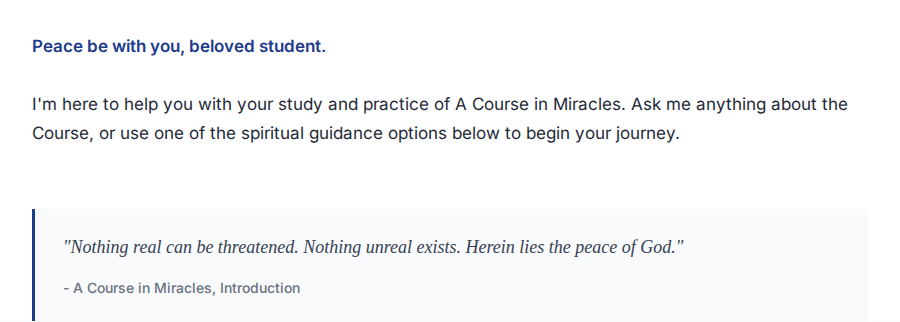 Peace be with you, beloved student.
I'm here to help you with your study and practice of A Course in Miracles. Ask me anything about the
Course, or use one of the spiritual guidance options below to begin your journey.
"Nothing real can be threatened. Nothing unreal exists. Herein lies the peace of God."
- A Course in Miracles, Introduction